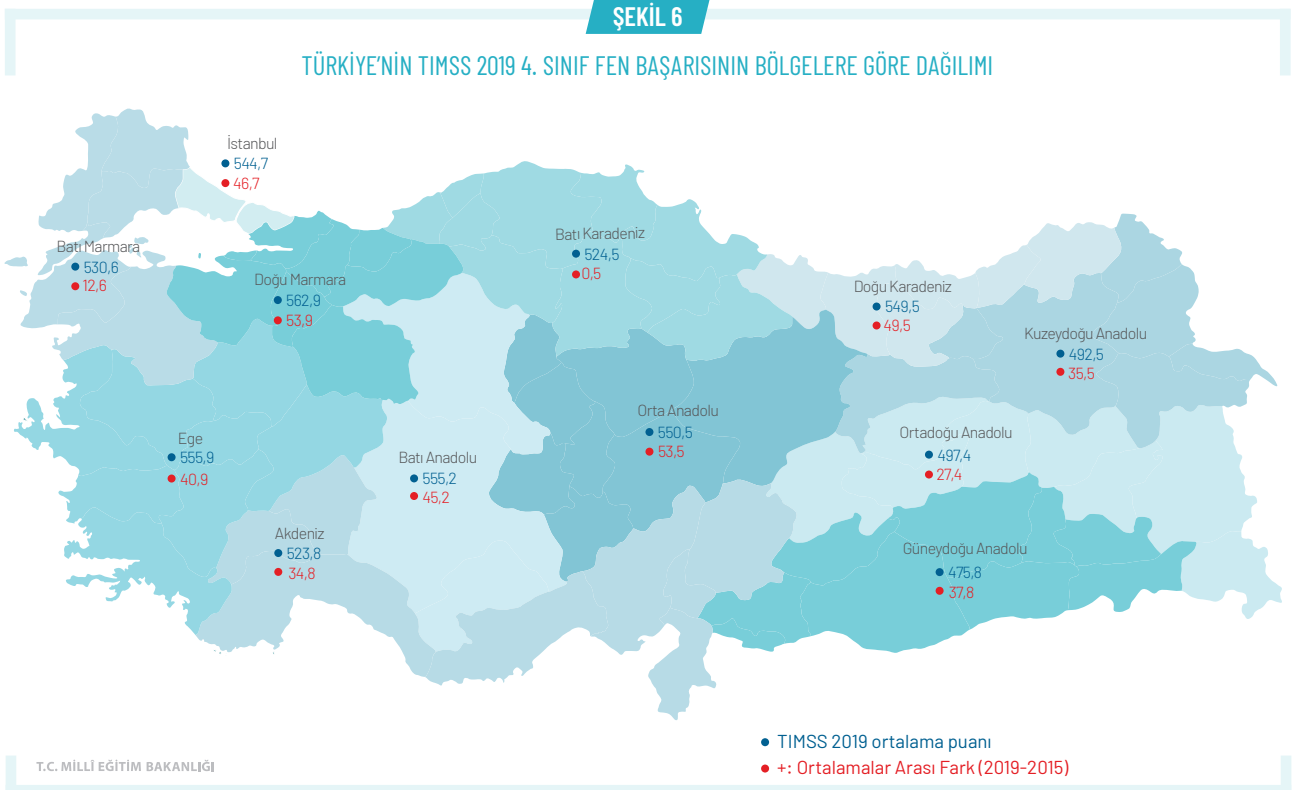 ŞEKİL 6
TÜRKİYE'NİN TIMSS 2019 4. SINIF FEN BAŞARISININ BÖLGELERE GÖRE DAĞILIMI
İstanbul
544,7
46,7
Batı Marmara
530,6
12,6
Doğu Marmara
562,9
53,9
Batı Karadeniz
524,5
0,5
Doğu Karadeniz
549,5
49,5
Kuzeydoğu Anadolu
492,5
35,5
Orta Anadolu
550,5
53,5
Ege
555,9
40,9
Batı Anadolu
555,2
45,2
Ortadoğu Anadolu
497,4
27,4
Akdeniz
523,8
34,8
Güneydoğu Anadolu
475,8
37,8
TIMSS 2019 ortalama puanı
+: Ortalamalar Arası Fark (2019-2015)
T.C. MİLLÎ EĞİTİM BAKANLIĞI